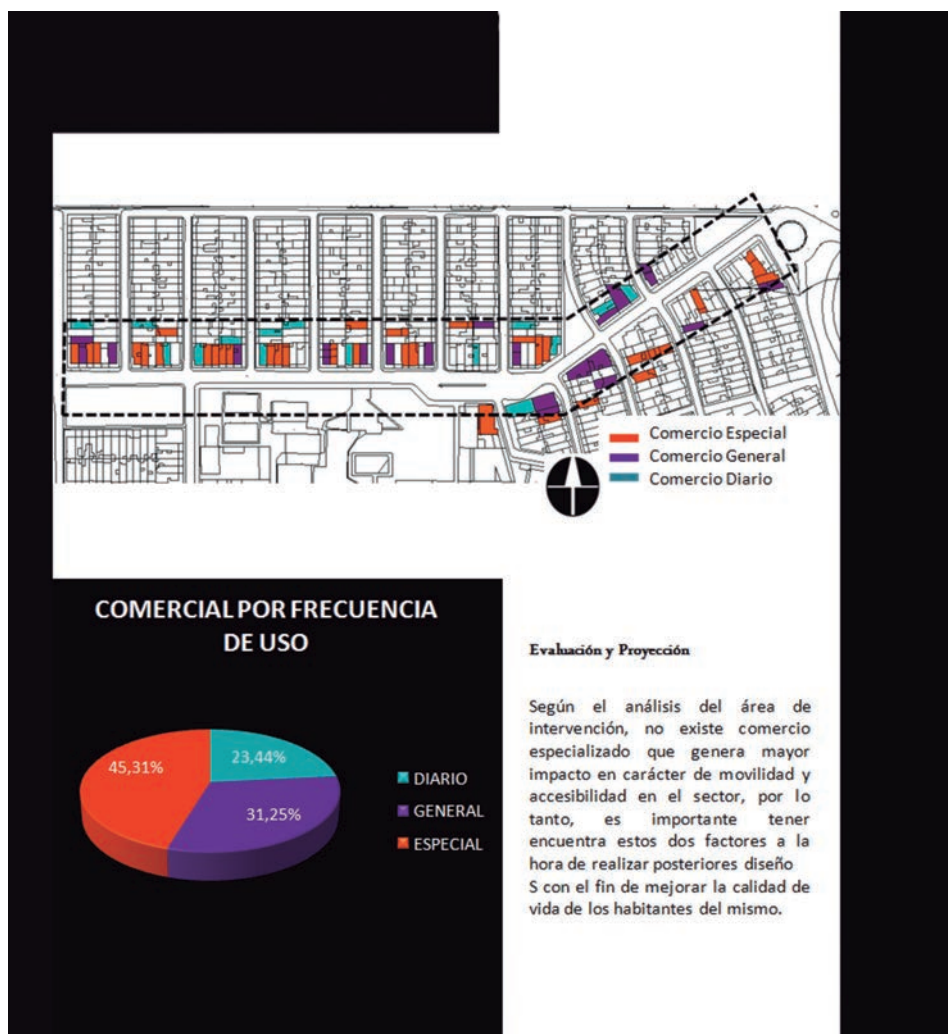 Comercio Especial
Comercio General
Comercio Diario
COMERCIAL POR FRECUENCIA
DE USO
45,31%
23,44%
31,25%
DIARIO
GENERAL
ESPECIAL
Evaluación y Proyección
Según el análisis del área de
intervención, no existe comercio
especializado que genera mayor
impacto en carácter de movilidad y
accesibilidad en el sector, por lo
tanto, es importante tener
encuentra estos dos factores a la
hora de realizar posteriores diseño
S con el fin de mejorar la calidad de
vida de los habitantes del mismo.